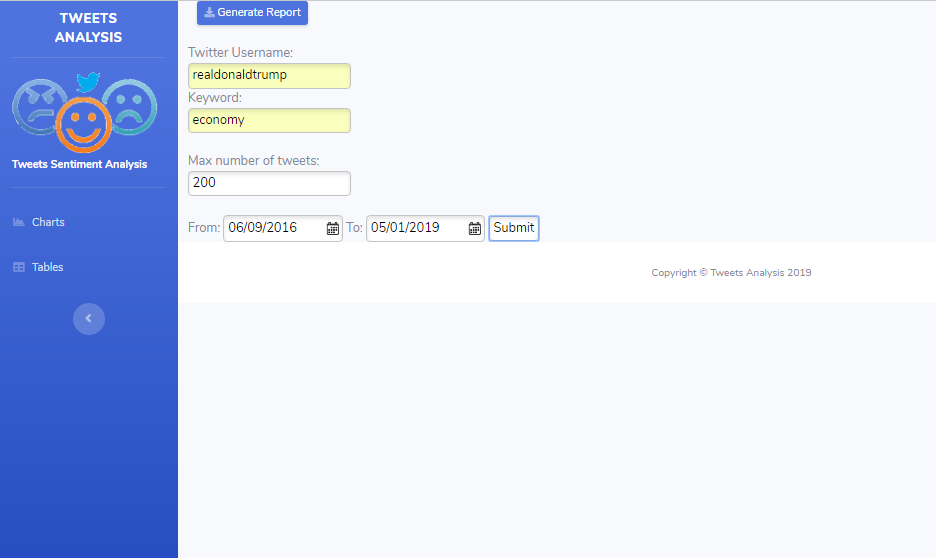 TWEETS
ANALYSIS
Tweets Sentiment Analysis
Charts
Tables
Generate Report
Twitter Username:
realdonaldtrump
Keyword:
economy
Max number of tweets:
200
From: 06/09/2016 To: 05/01/2019 Submit
Copyright © Tweets Analysis 2019